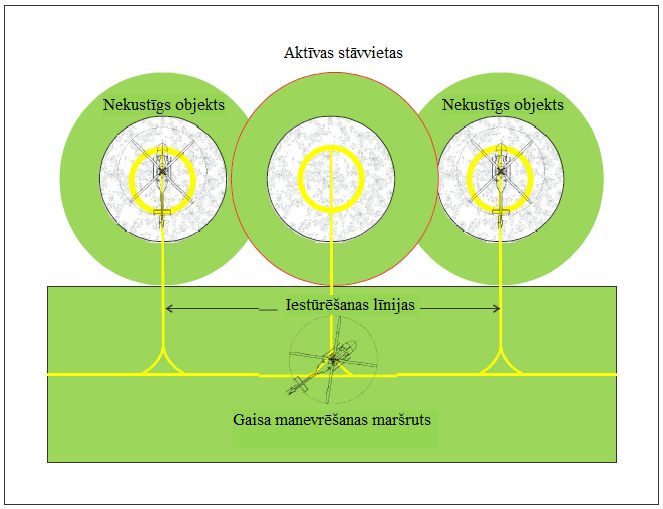 Aktīvas stāvvietas
Nekustīgs objekts
Nekustīgs objekts
Iestūrēšanas līnijas
Gaisa manevrēšanas maršruts